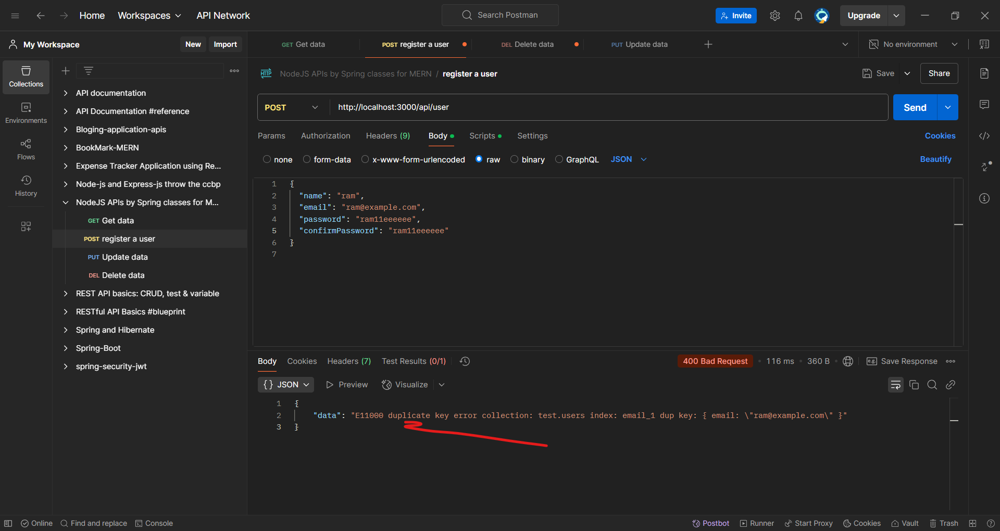 Home
Workspaces
API Network
Search Postman
Invite
Upgrade
My Workspace
New
Import
GET Get data
POST register a user
DEL Delete data
PUT Update data
No environment
Collections
Environments
Flows
History
API documentation
API Documentation #reference
Bloging-application-apis
BookMark-MERN
Expense Tracker Application using Re...
Node-js and Express-js throw the ccbp
NodeJS APIs by Spring classes for M...
GET Get data
POST register a user
PUT Update data
DEL Delete data
REST API basics: CRUD, test & variable
RESTful API Basics #blueprint
Spring and Hibernate
Spring-Boot
spring-security-jwt
HTTP NodeJS APIs by Spring classes for MERN / register a user
Save
Share
POST http://localhost:3000/api/user
Send
Params Authorization Headers (9) Body Scripts Settings
Cookies
none form-data x-www-form-urlencoded raw binary GraphQL JSON
Beautify
1 {
2 "name": "ram",
3 "email": "ram@example.com",
4 "password": "ram11eeeeee",
5 "confirmPassword": "ram11eeeeee"
6 }
7
Body Cookies Headers (7) Test Results (0/1)
400 Bad Request • 116 ms • 360 B
e.g. Save Response
{} JSON Preview Visualize
1 {
2 "data": "E11000 duplicate key error collection: test.users index: email_1 dup key: { email: \"ram@example.com\" }"
3 }
Online Find and replace Console
Postbot Runner Start Proxy Cookies Vault Trash